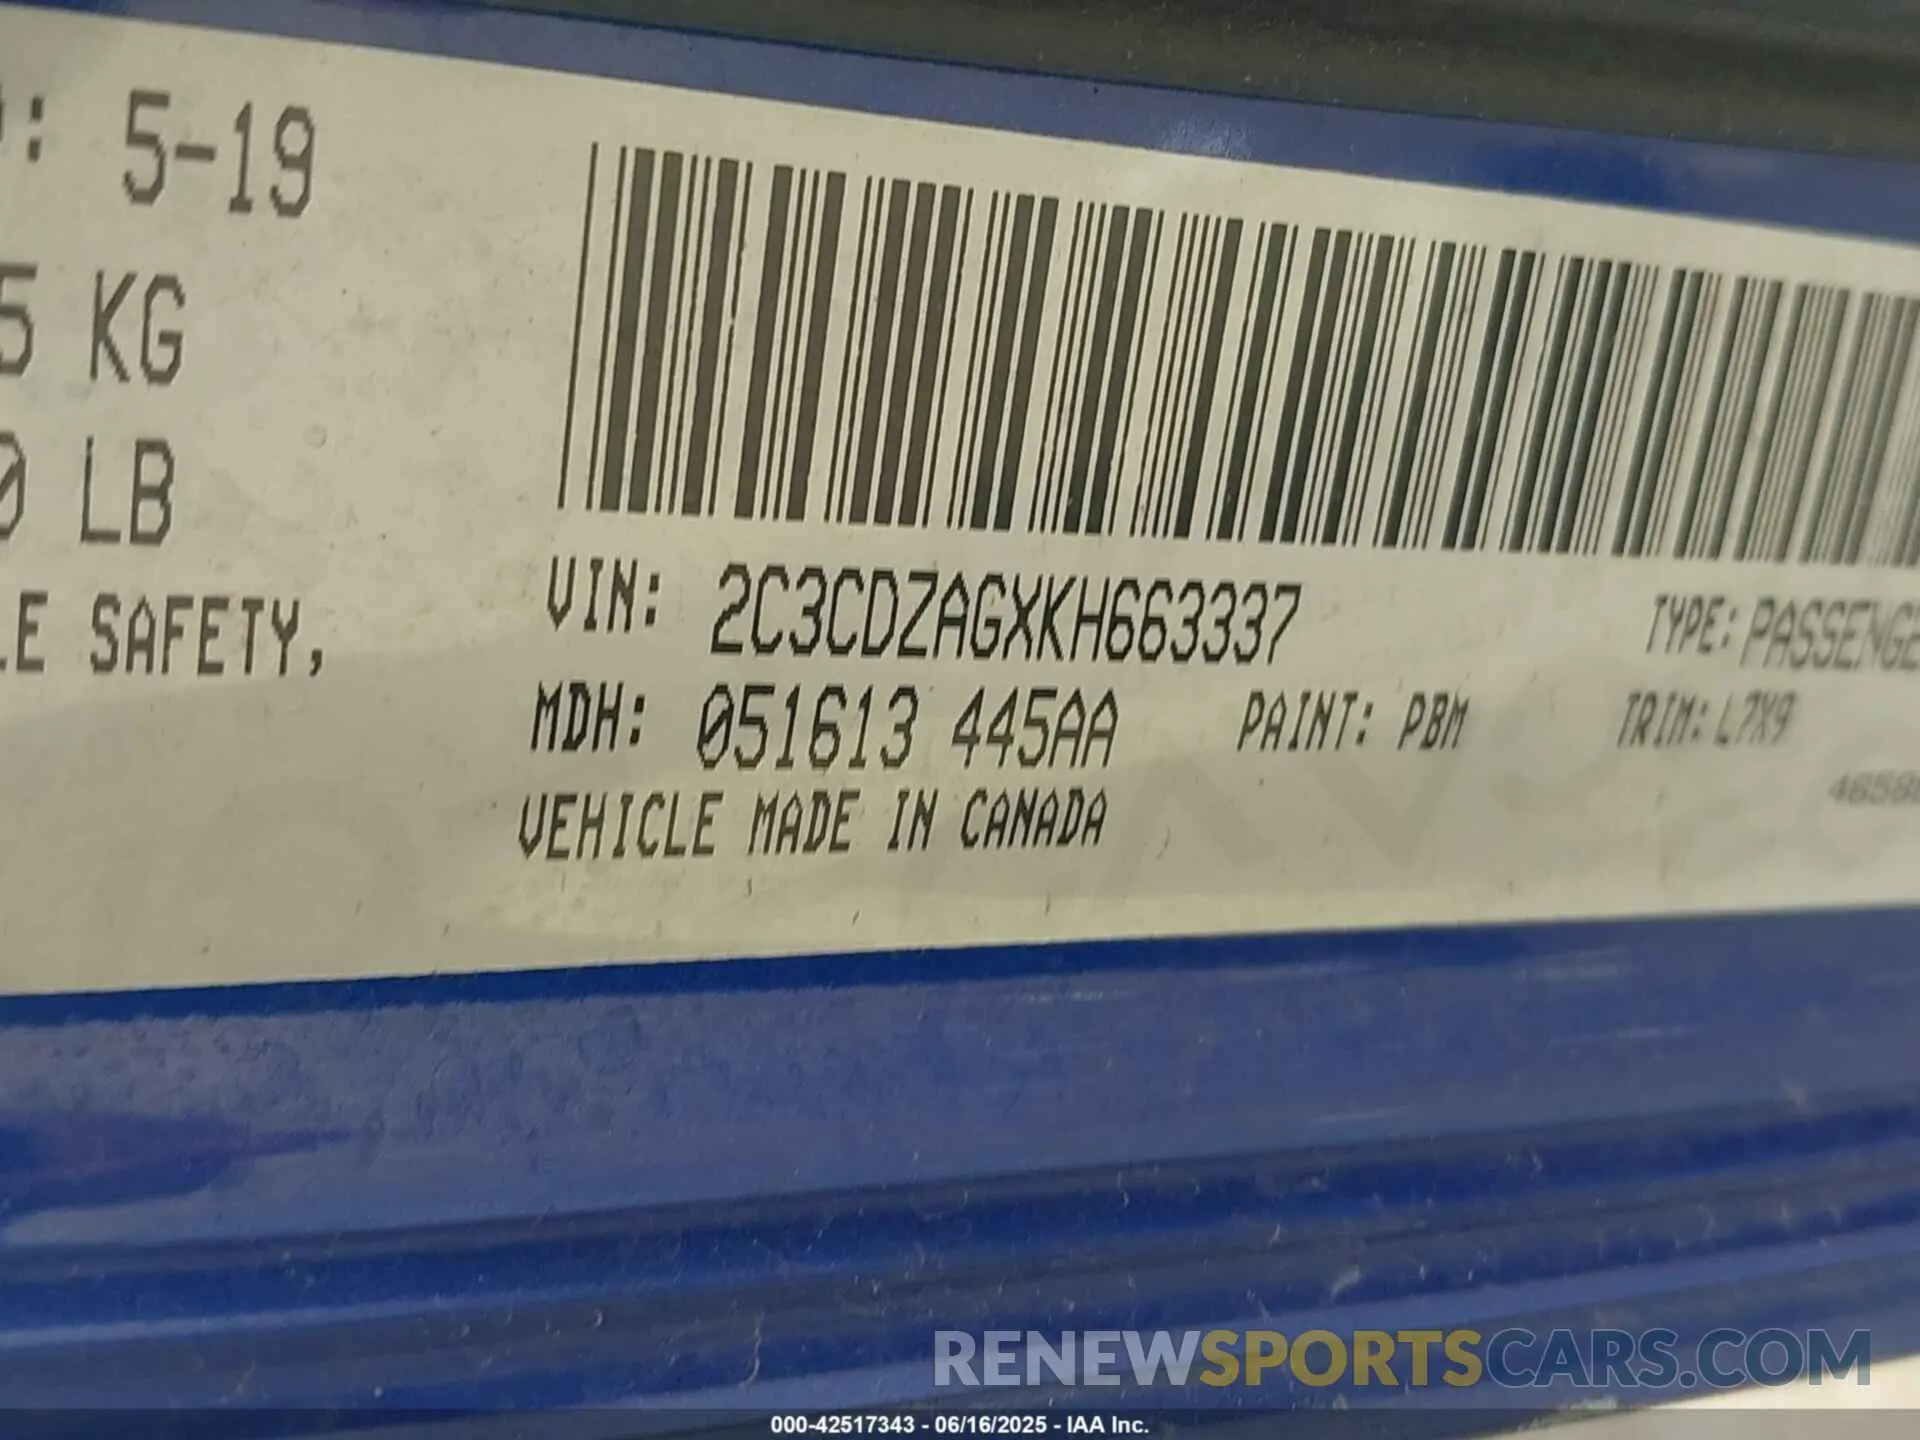 : 5-19
5 KG
0 LB
LE SAFETY,
VIN: 2C3CDZAGXKH663337
TYPE: PASSENGE
MDH: 051613 445AA
PAINT: PBM
TRIM: L7X9
4658
VEHICLE MADE IN CANADA
RENEWSPORTSCARS.COM
000-42517343 - 06/16/2025 - IAA Inc.